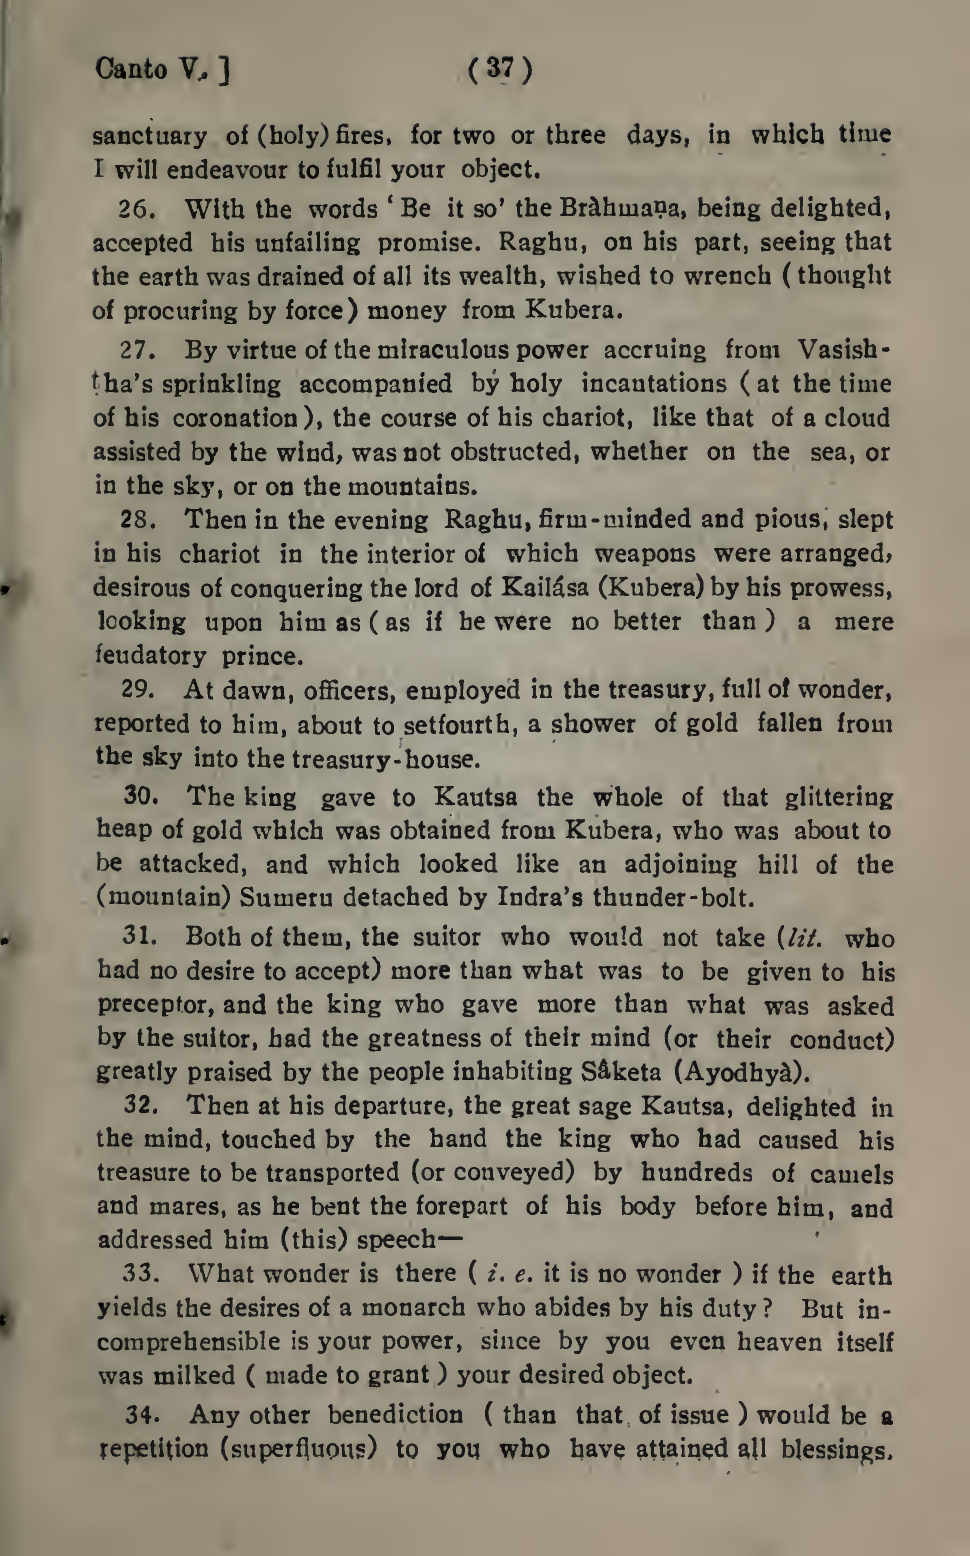 Canto V. ] (37)
sanctuary of (holy) fires, for two or three days, in which time
I will endeavour to fulfil your object.
26. With the words ‘ Be it so’ the Bràhmaṇa, being delighted,
accepted his unfailing promise. Raghu, on his part, seeing that
the earth was drained of all its wealth, wished to wrench ( thought
of procuring by force ) money from Kubera.
27. By virtue of the miraculous power accruing from Vasish-
ṭha's sprinkling accompanied by holy incautations ( at the time
of his coronation ), the course of his chariot, like that of a cloud
assisted by the wind, was not obstructed, whether on the sea, or
in the sky, or on the mountains.
28. Then in the evening Raghu, firm-minded and pious, slept
in his chariot in the interior of which weapons were arranged,
desirous of conquering the lord of Kailása (Kubera) by his prowess,
looking upon him as ( as if he were no better than ) a mere
feudatory prince.
29. At dawn, officers, employed in the treasury, full of wonder,
reported to him, about to setfourth, a shower of gold fallen from
the sky into the treasury-house.
30. The king gave to Kautsa the whole of that glittering
heap of gold which was obtained from Kubera, who was about to
be attacked, and which looked like an adjoining hill of the
(mountain) Sumeru detached by Indra's thunder-bolt.
31. Both of them, the suitor who would not take (lit. who
had no desire to accept) more than what was to be given to his
preceptor, and the king who gave more than what was asked
by the suitor, had the greatness of their mind (or their conduct)
greatly praised by the people inhabiting Sâketa (Ayodhyà).
32. Then at his departure, the great sage Kautsa, delighted in
the mind, touched by the hand the king who had caused his
treasure to be transported (or conveyed) by hundreds of camels
and mares, as he bent the forepart of his body before him, and
addressed him (this) speech—
33. What wonder is there ( i. e. it is no wonder ) if the earth
yields the desires of a monarch who abides by his duty ? But in-
comprehensible is your power, since by you even heaven itself
was milked ( made to grant ) your desired object.
34. Any other benediction ( than that of issue ) would be a
repetition (superfluous) to you who have attained all blessings.